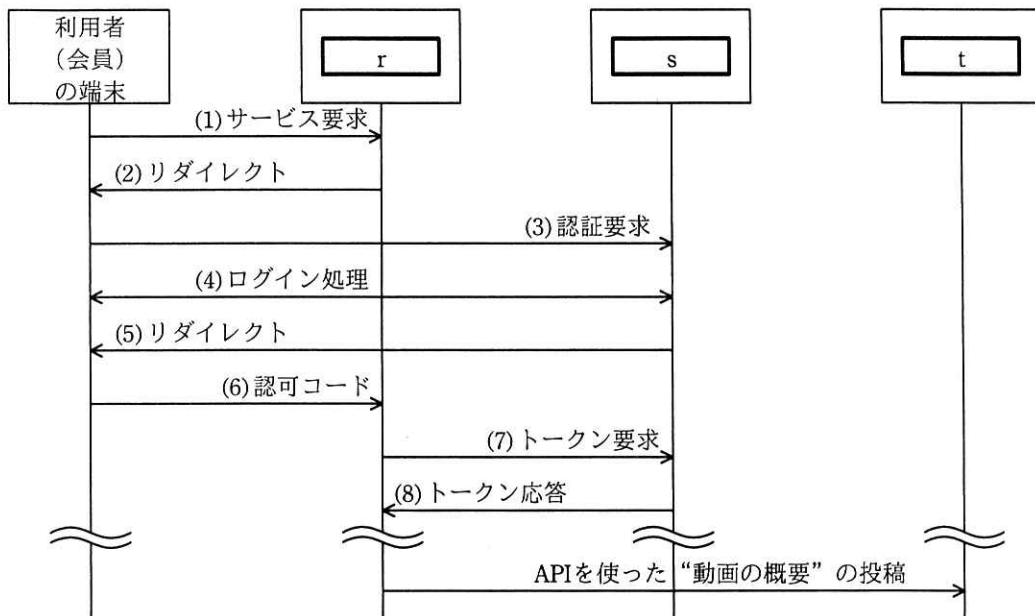 利用者
(会員)
の端末
r
s
t
(1)サービス要求
(2)リダイレクト
(3)認証要求
(4)ログイン処理
(5)リダイレクト
(6)認可コード
(7)トークン要求
(8)トークン応答
APIを使った“動画の概要”の投稿